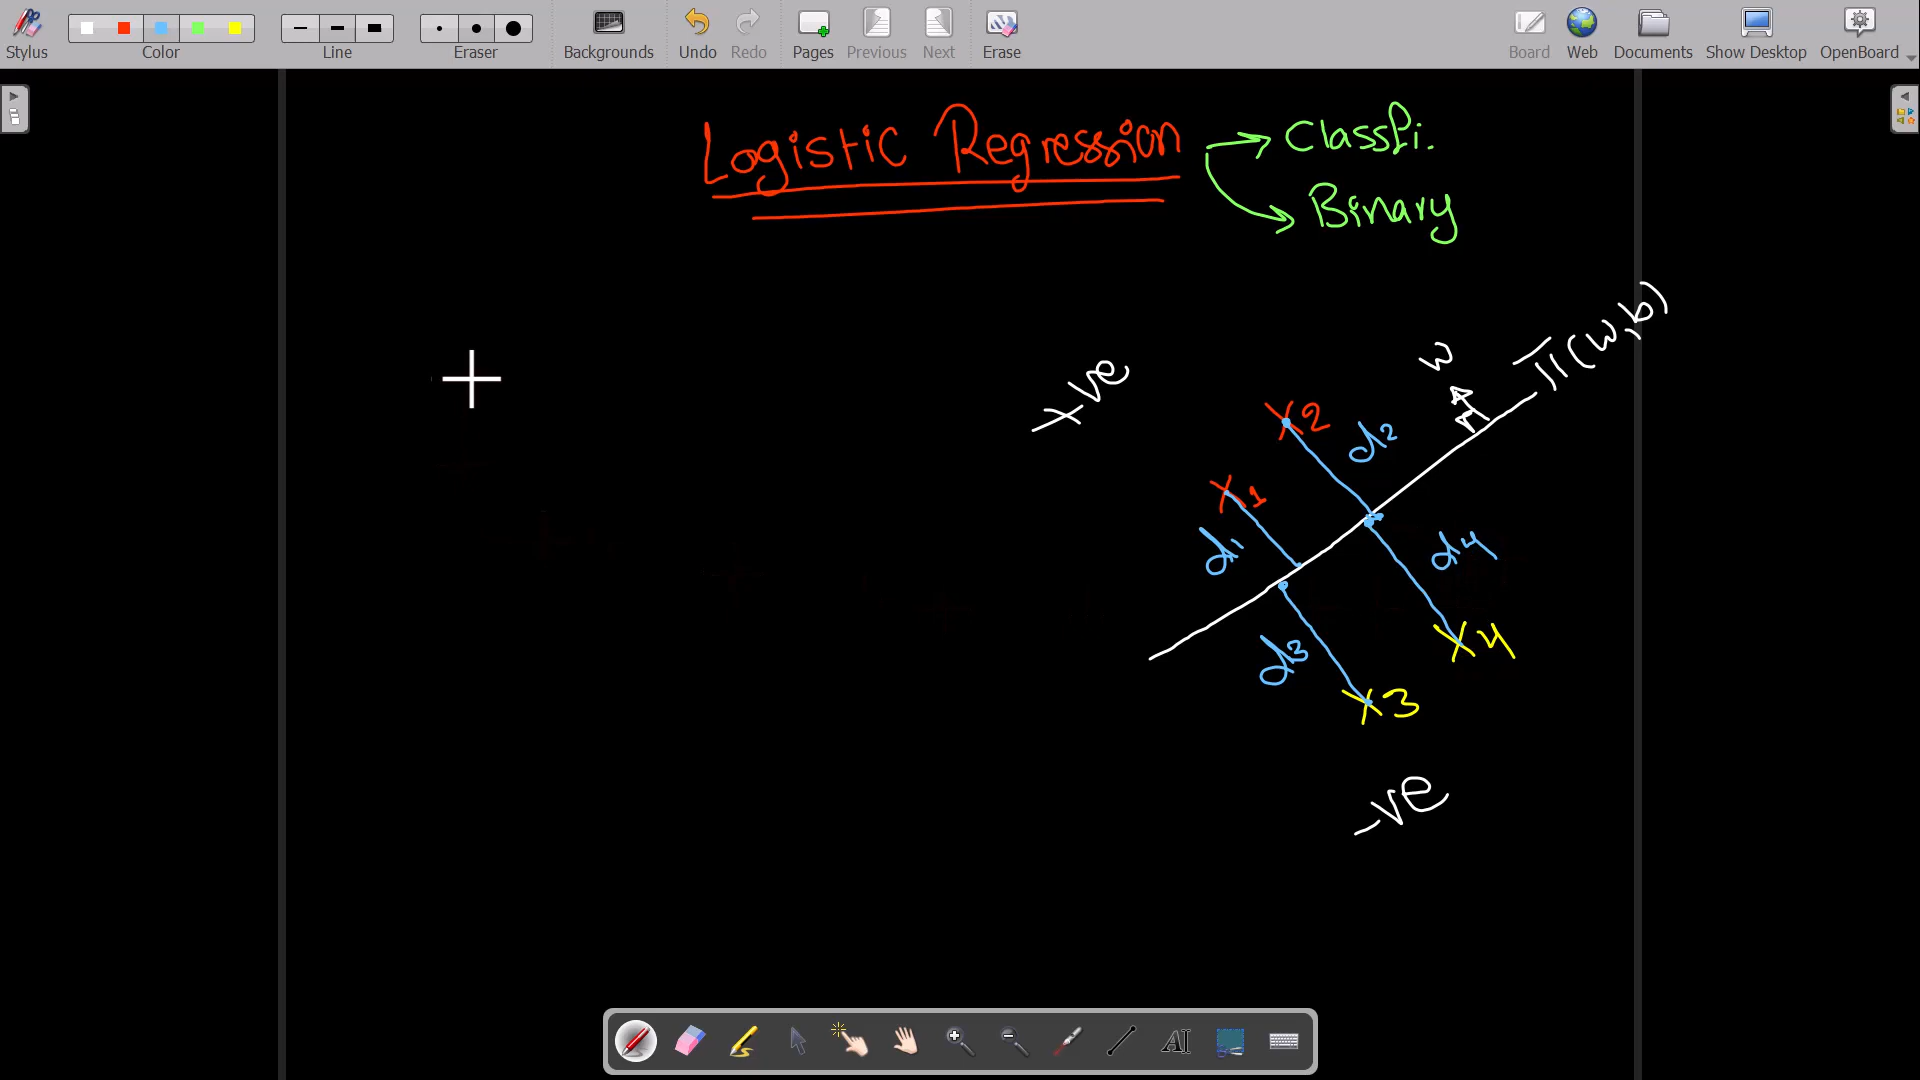 Stylus Color Line Eraser Backgrounds Undo Redo Pages Previous Next Erase Board Web Documents Show Desktop OpenBoard
Logistic Regression
Classfi.
Binary
π(w,b)
w
+ve
x2
d2
x1
d1
d4
d3
x4
x3
-ve
AI